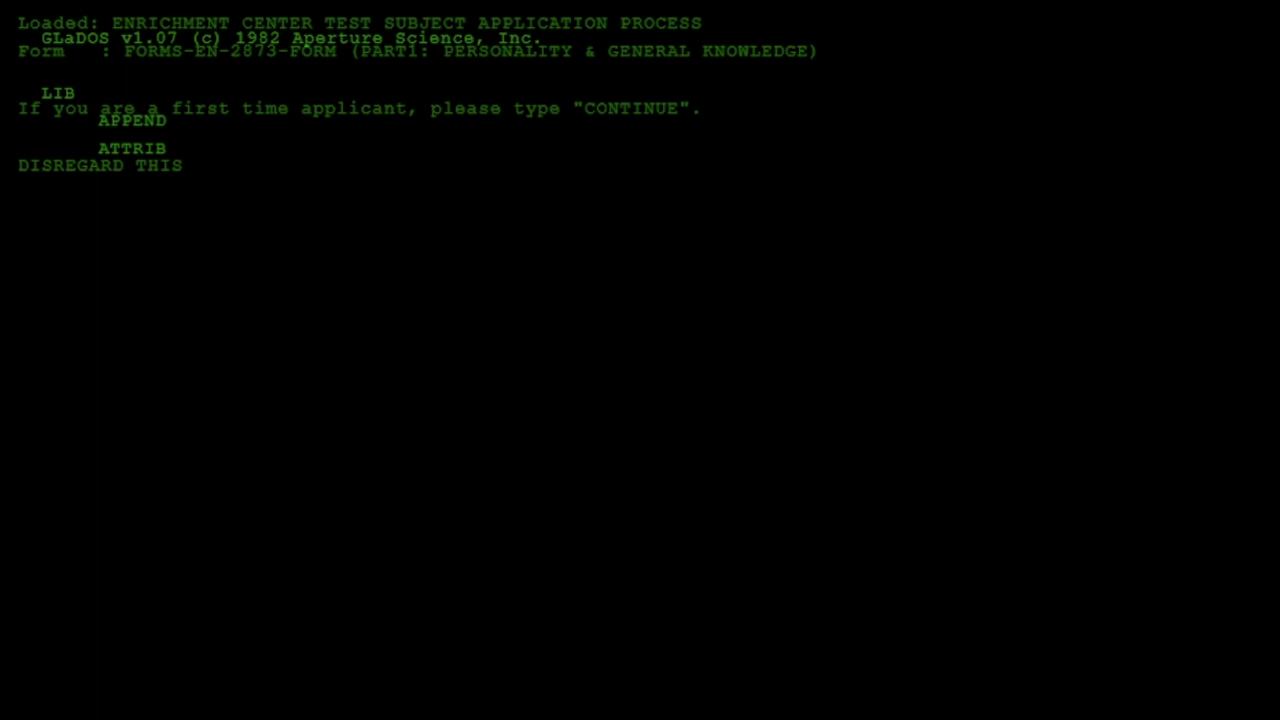 Loaded: ENRICHMENT CENTER TEST SUBJECT APPLICATION PROCESS
GLaDOS v1.07 (c) 1982 Aperture Science, Inc.
Form   : FORMS-EN-2873-FORM (PART1: PERSONALITY & GENERAL KNOWLEDGE)
LIB
If you are a first time applicant, please type "CONTINUE".
APPEND
ATTRIB
DISREGARD THIS